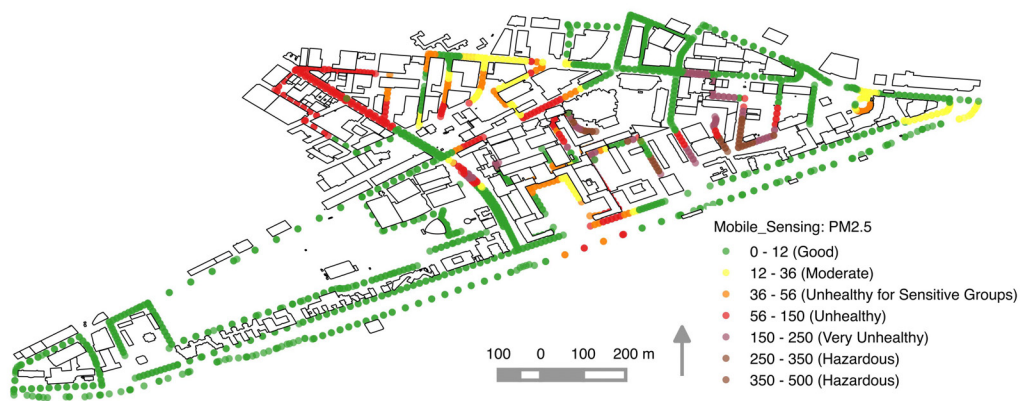 Mobile_Sensing: PM2.5
0 - 12 (Good)
12 - 36 (Moderate)
36 - 56 (Unhealthy for Sensitive Groups)
56 - 150 (Unhealthy)
150 - 250 (Very Unhealthy)
250 - 350 (Hazardous)
350 - 500 (Hazardous)
100 0 100 200 m